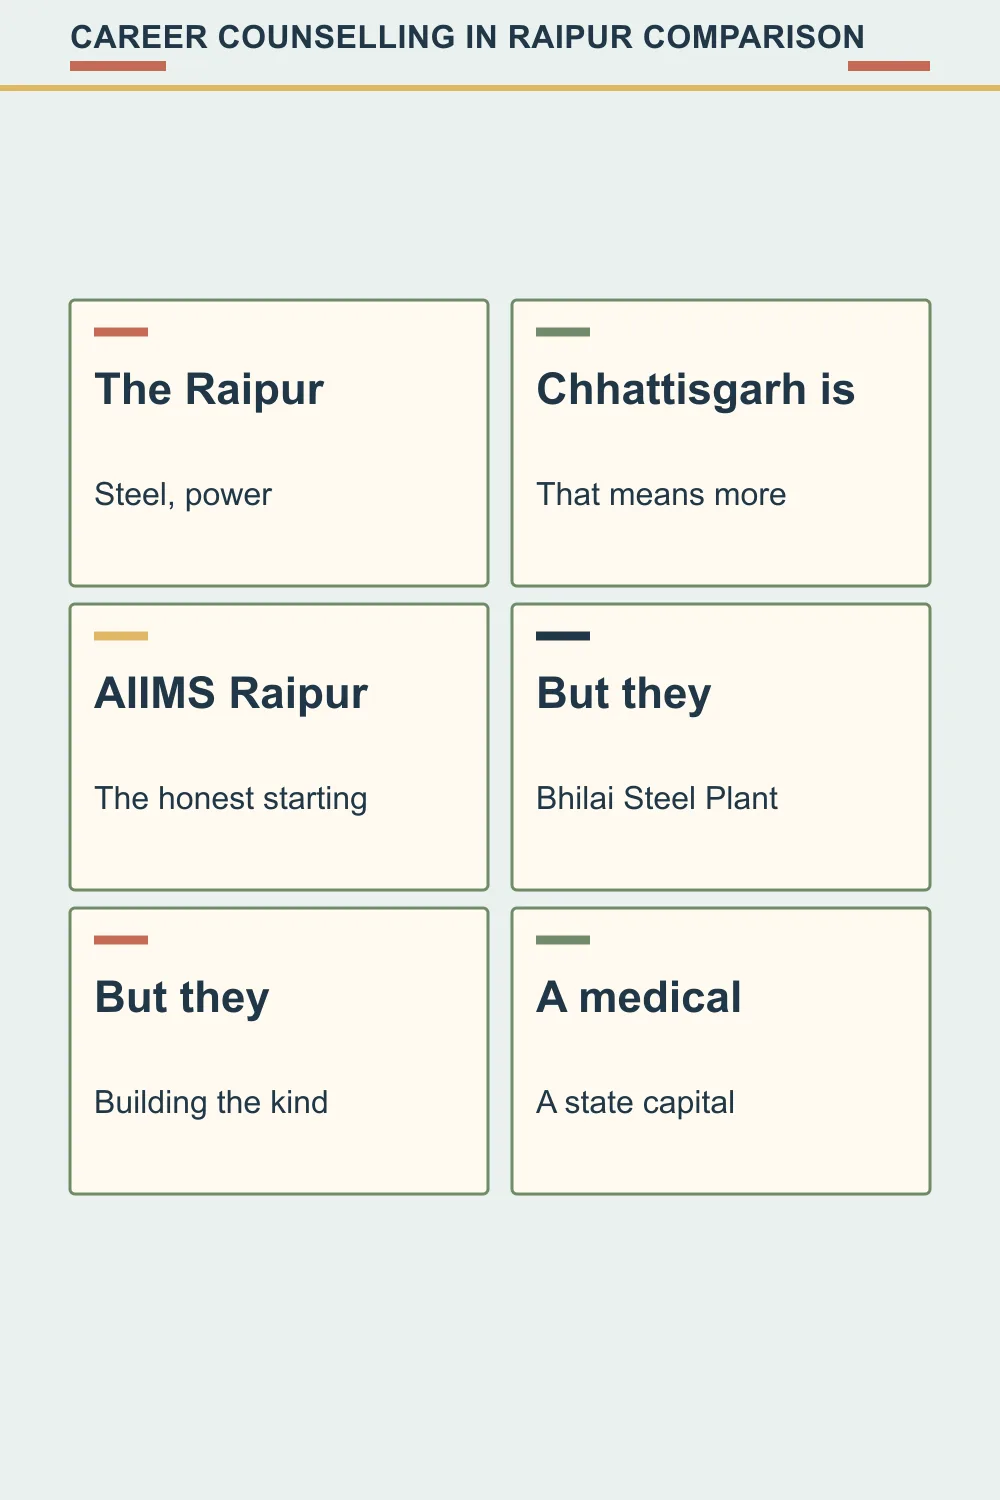 CAREER COUNSELLING IN RAIPUR COMPARISON
The Raipur
Steel, power
Chhattisgarh is
That means more
AIIMS Raipur
The honest starting
But they
Bhilai Steel Plant
But they
Building the kind
A medical
A state capital